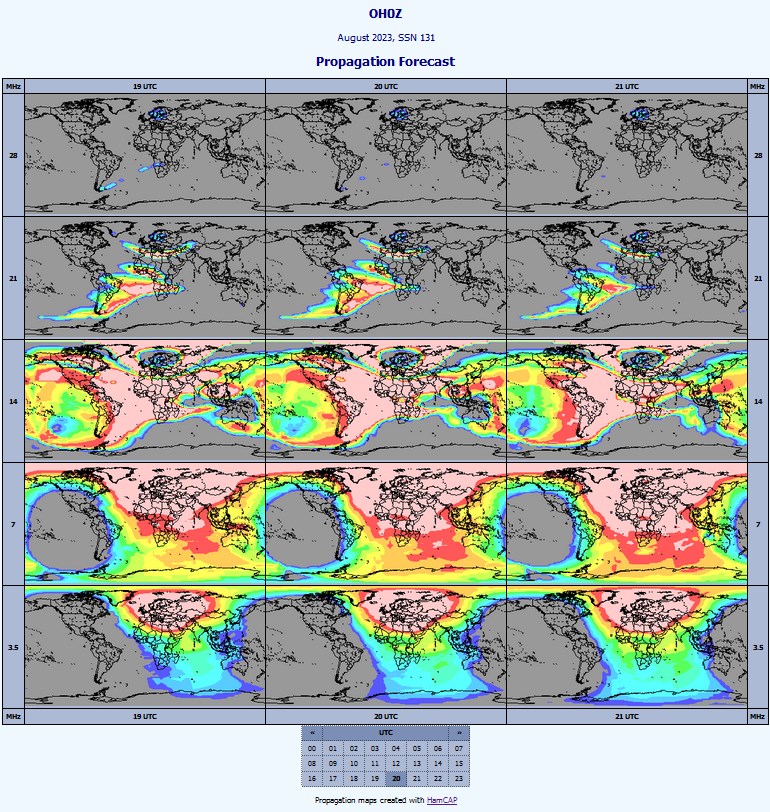 OH0Z
August 2023, SSN 131
Propagation Forecast
MHz 19 UTC 20 UTC 21 UTC MHz
28 28
21 21
14 14
7 7
3.5 3.5
MHz 19 UTC 20 UTC 21 UTC MHz
« UTC »
00 01 02 03 04 05 06 07
08 09 10 11 12 13 14 15
16 17 18 19 20 21 22 23
Propagation maps created with HamCAP